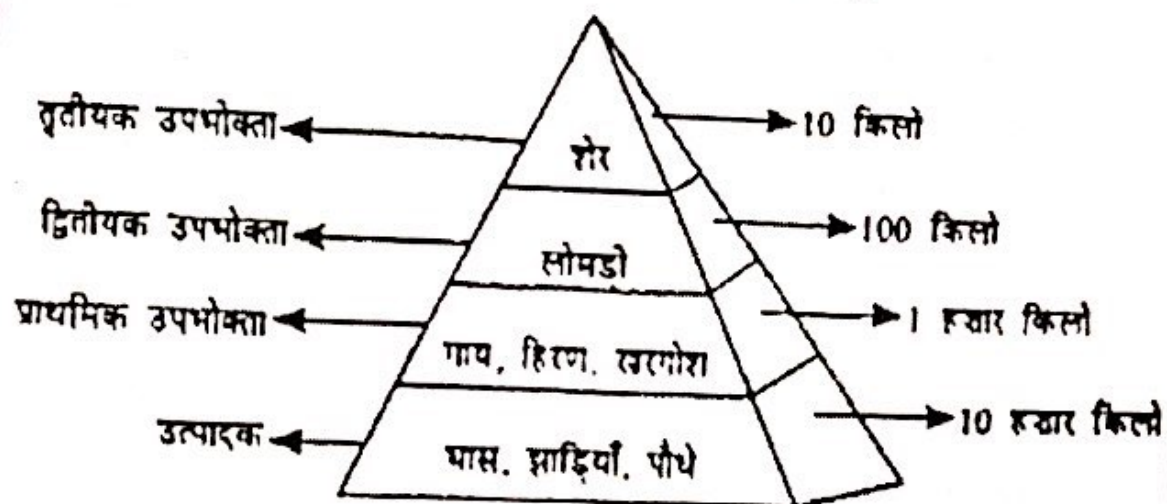 तृतीयक उपभोक्ता
10 किलो
शेर
द्वितीयक उपभोक्ता
100 किलो
लोमड़ी
प्राथमिक उपभोक्ता
1 हजार किलो
गाय, हिरण, खरगोश
उत्पादक
10 हजार किलो
घास, झाड़ियाँ, पौधे